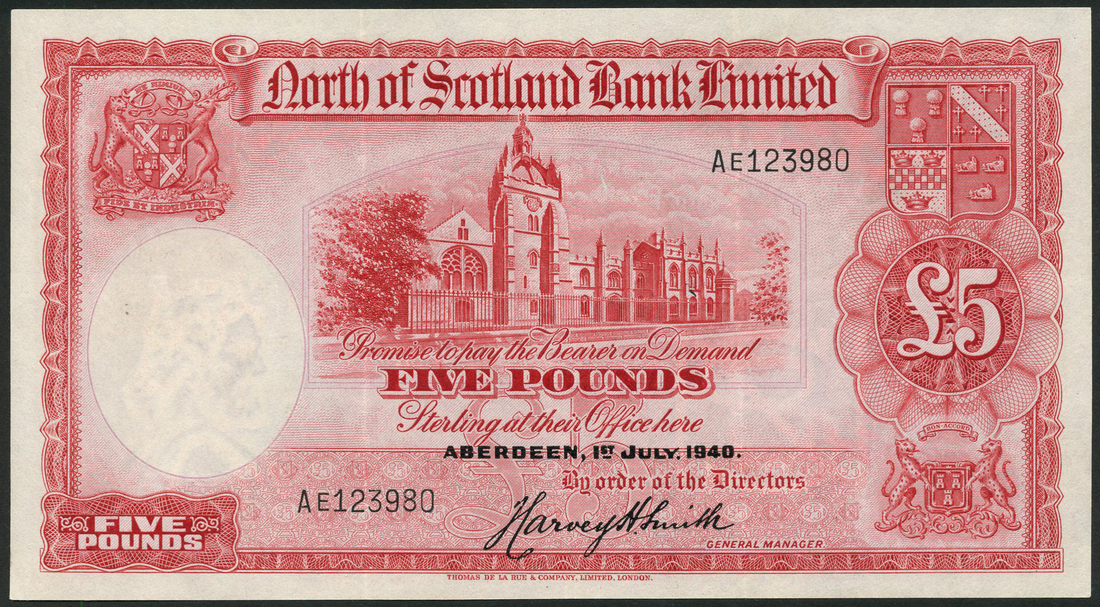 North of Scotland Bank Limited
AE123980
£5
Promise to pay the Bearer on Demand
FIVE POUNDS
Sterling at their Office here
ABERDEEN, 1ST JULY, 1940.
BON-ACCORD
By order of the Directors
AE123980
Harvey H. Smith
GENERAL MANAGER.
FIVE
POUNDS
THOMAS DE LA RUE & COMPANY, LIMITED, LONDON.